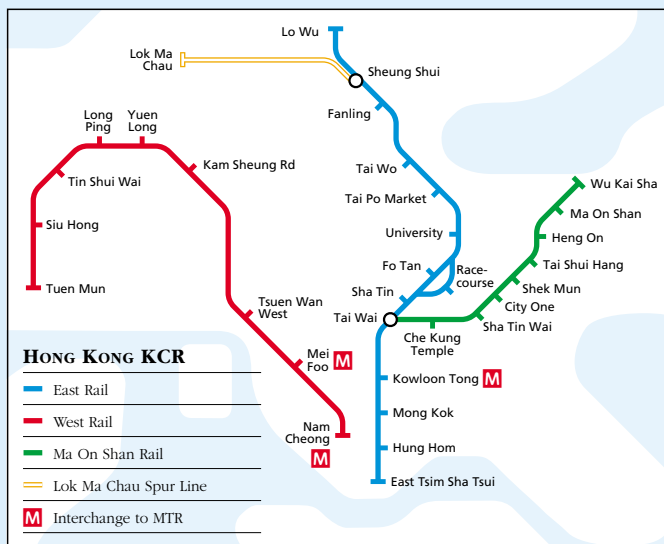 Lo Wu
Lok Ma
Chau
Sheung Shui
Fanling
Long
Ping
Yuen
Long
Kam Sheung Rd
Tai Wo
Tin Shui Wai
Wu Kai Sha
Tai Po Market
Ma On Shan
Siu Hong
University
Heng On
Fo Tan
Race-
course
Tai Shui Hang
Tuen Mun
Sha Tin
Shek Mun
Tsuen Wan
West
City One
Tai Wai
Sha Tin Wai
Che Kung
Temple
Mei
Foo
M
Kowloon Tong
M
Mong Kok
Nam
Cheong
M
Hung Hom
East Tsim Sha Tsui
HONG KONG KCR
East Rail
West Rail
Ma On Shan Rail
Lok Ma Chau Spur Line
M Interchange to MTR